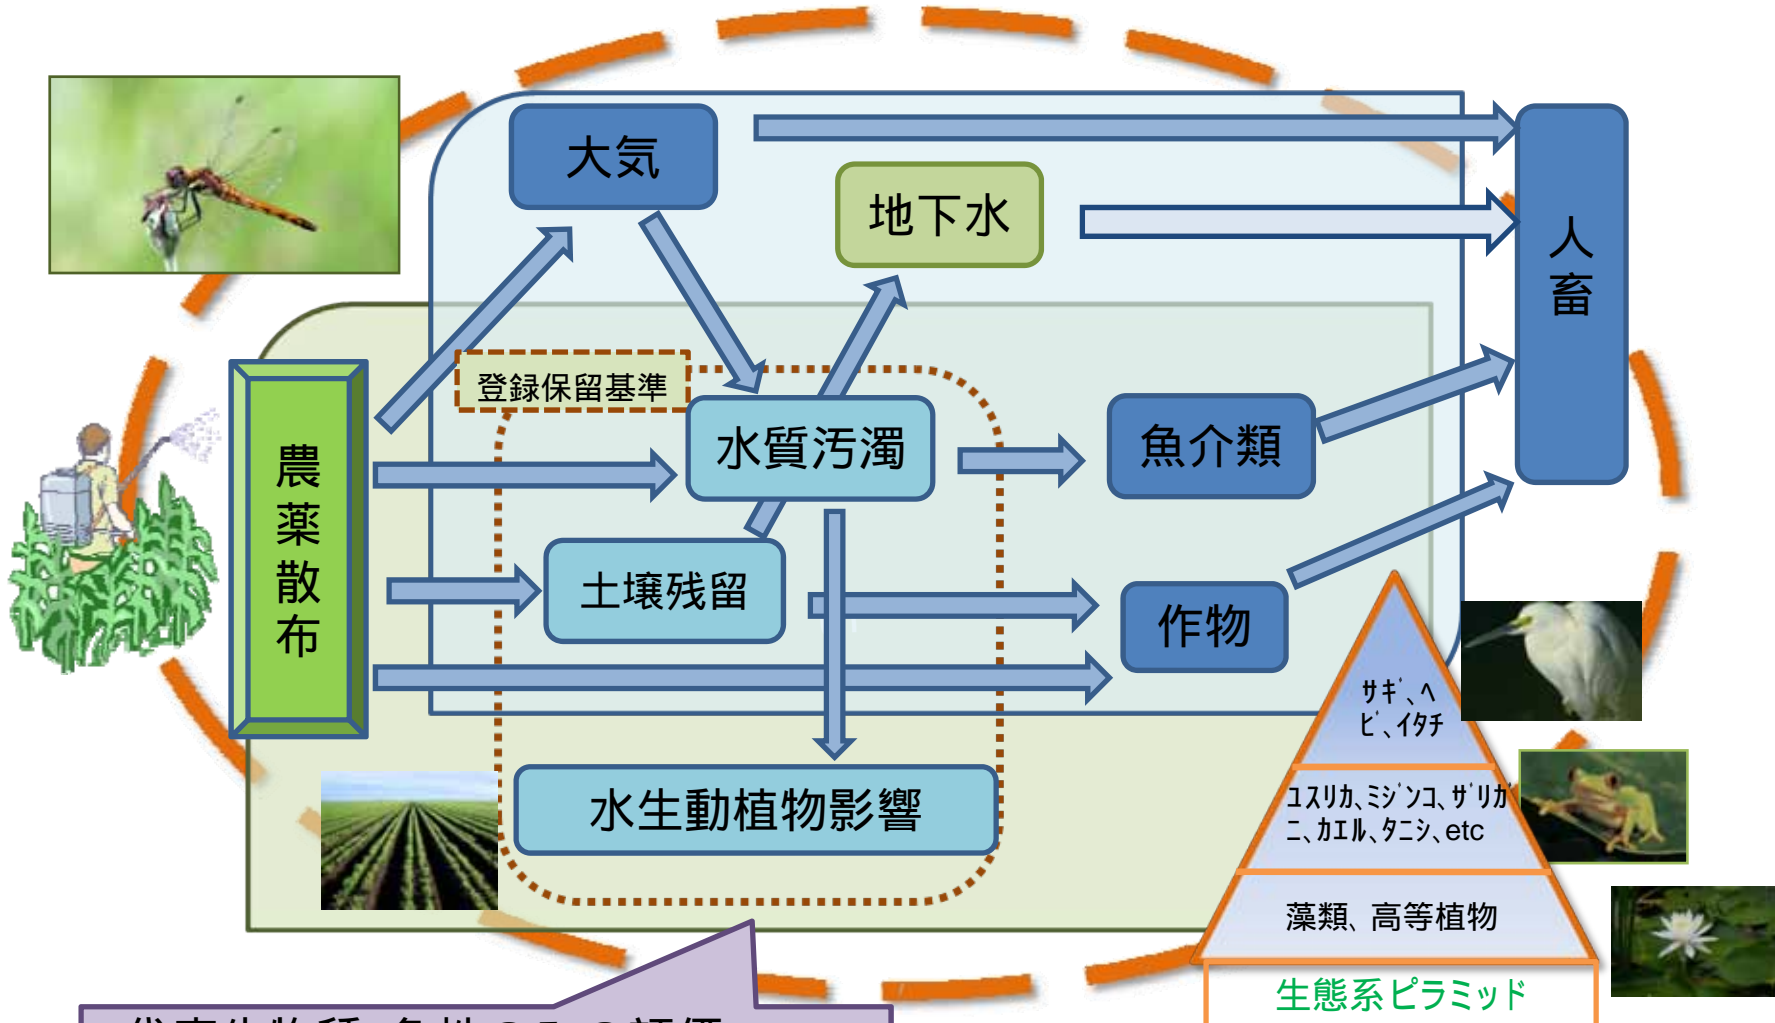 大気
地下水
人畜
登録保留基準
農薬散布
水質汚濁
魚介類
土壌残留
作物
水生動植物影響
サギ、ヘ
ビ、イタチ
ユスリカ、ミジンコ、ザリガ
ニ、カエル、タニシ、etc
藻類、高等植物
生態系ピラミッド